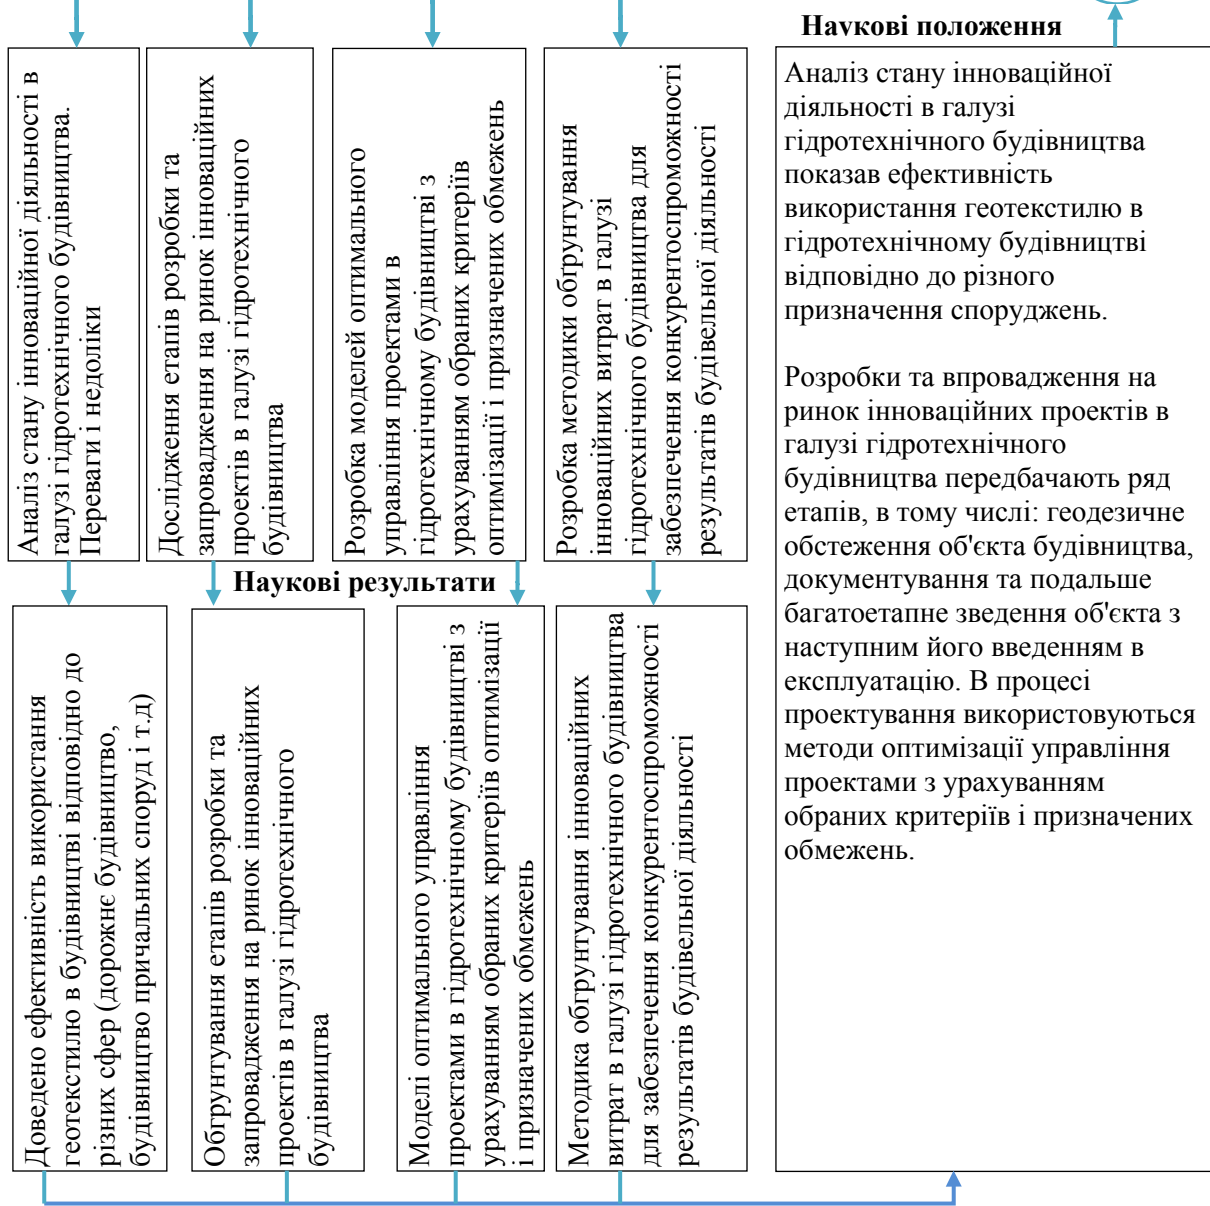 Наукові положення
Аналіз стану інноваційної діяльності в
галузі гідротехнічного будівництва.
Переваги і недоліки
Дослідження етапів розробки та
запровадження на ринок інноваційних
проектів в галузі гідротехнічного
будівництва
Розробка моделей оптимального
управління проектами в
гідротехнічному будівництві з
урахуванням обраних критеріїв
оптимізації і призначених обмежень
Розробка методики обґрунтування
інноваційних витрат в галузі
гідротехнічного будівництва для
забезпечення конкурентоспроможності
результатів будівельної діяльності
Аналіз стану інноваційної
діяльності в галузі
гідротехнічного будівництва
показав ефективність
використання геотекстилю в
гідротехнічному будівництві
відповідно до різного
призначення споруджень.
Розробки та впровадження на
ринок інноваційних проектів в
галузі гідротехнічного
будівництва передбачають ряд
етапів, в тому числі: геодезичне
обстеження об'єкта будівництва,
документування та подальше
багатоетапне зведення об'єкта з
наступним його введенням в
експлуатацію. В процесі
проектування використовуються
методи оптимізації управління
проектами з урахуванням
обраних критеріїв і призначених
обмежень.
Наукові результати
Доведено ефективність використання
геотекстилю в будівництві відповідно до
різних сфер (дорожнє будівництво,
будівництво причальних споруд і т.д)
Обгрунтування етапів розробки та
запровадження на ринок інноваційних
проектів в галузі гідротехнічного
будівництва
Моделі оптимального управління
проектами в гідротехнічному будівництві з
урахуванням обраних критеріїв оптимізації
і призначених обмежень
Методика обгрунтування інноваційних
витрат в галузі гідротехнічного будівництва
для забезпечення конкурентоспроможності
результатів будівельної діяльності